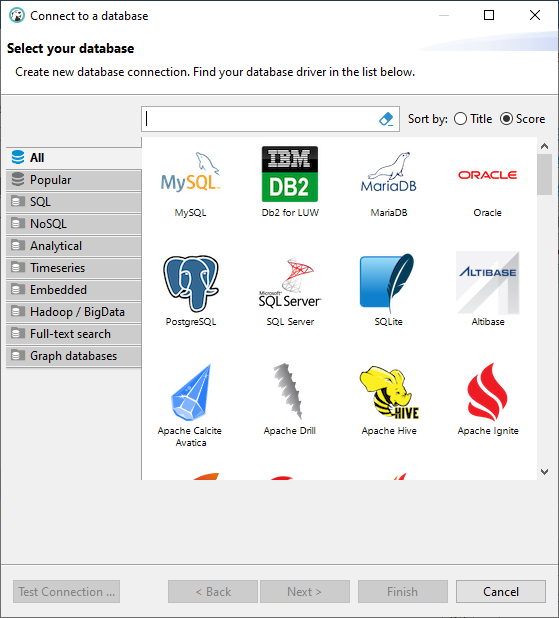 Connect to a database
Select your database
Create new database connection. Find your database driver in the list below.
Sort by: Title Score
All
Popular
SQL
NoSQL
Analytical
Timeseries
Embedded
Hadoop / BigData
Full-text search
Graph databases
MySQL IBM DB2 MariaDB ORACLE
MySQL Db2 for LUW MariaDB Oracle
Microsoft SQL Server ALTIBASE
PostgreSQL SQL Server SQLite Altibase
HIVE
Apache Calcite Avatica Apache Drill Apache Hive Apache Ignite
Test Connection ... < Back Next > Finish Cancel